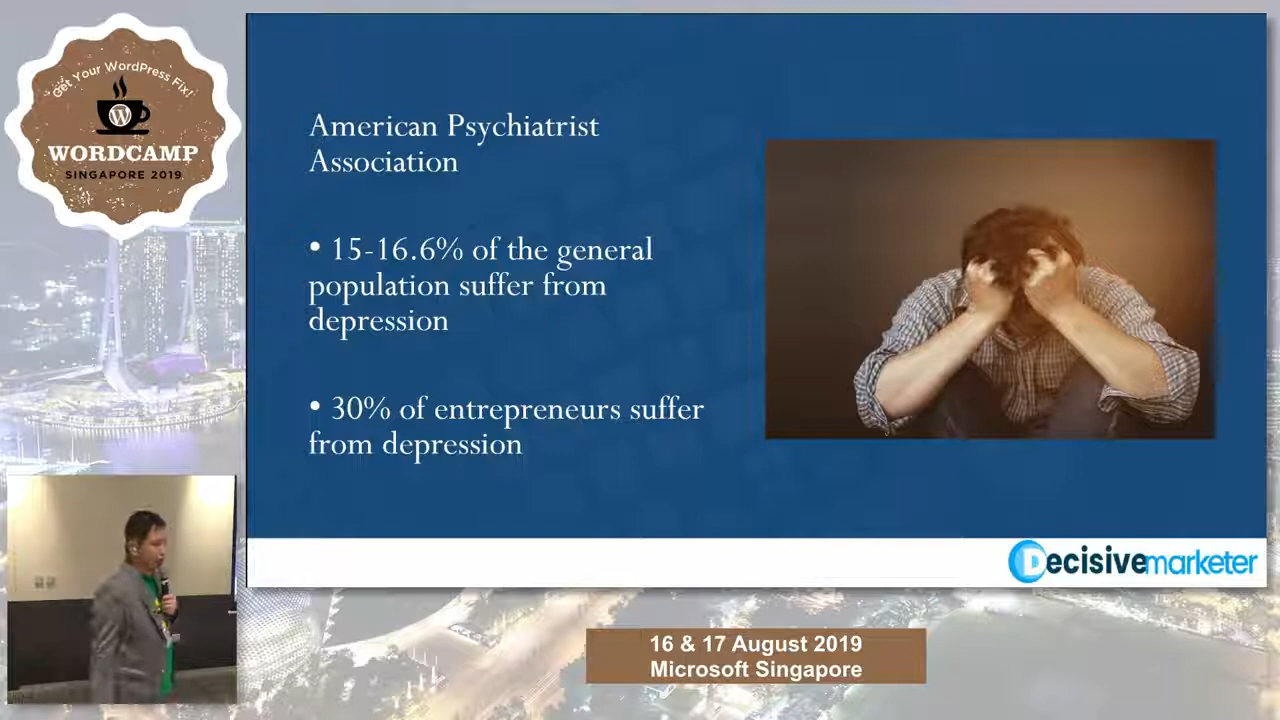 Get Your WordPress Fix!
WORDCAMP
SINGAPORE 2019
American Psychiatrist
Association
• 15-16.6% of the general
population suffer from
depression
• 30% of entrepreneurs suffer
from depression
Decisivemarketer
16 & 17 August 2019
Microsoft Singapore